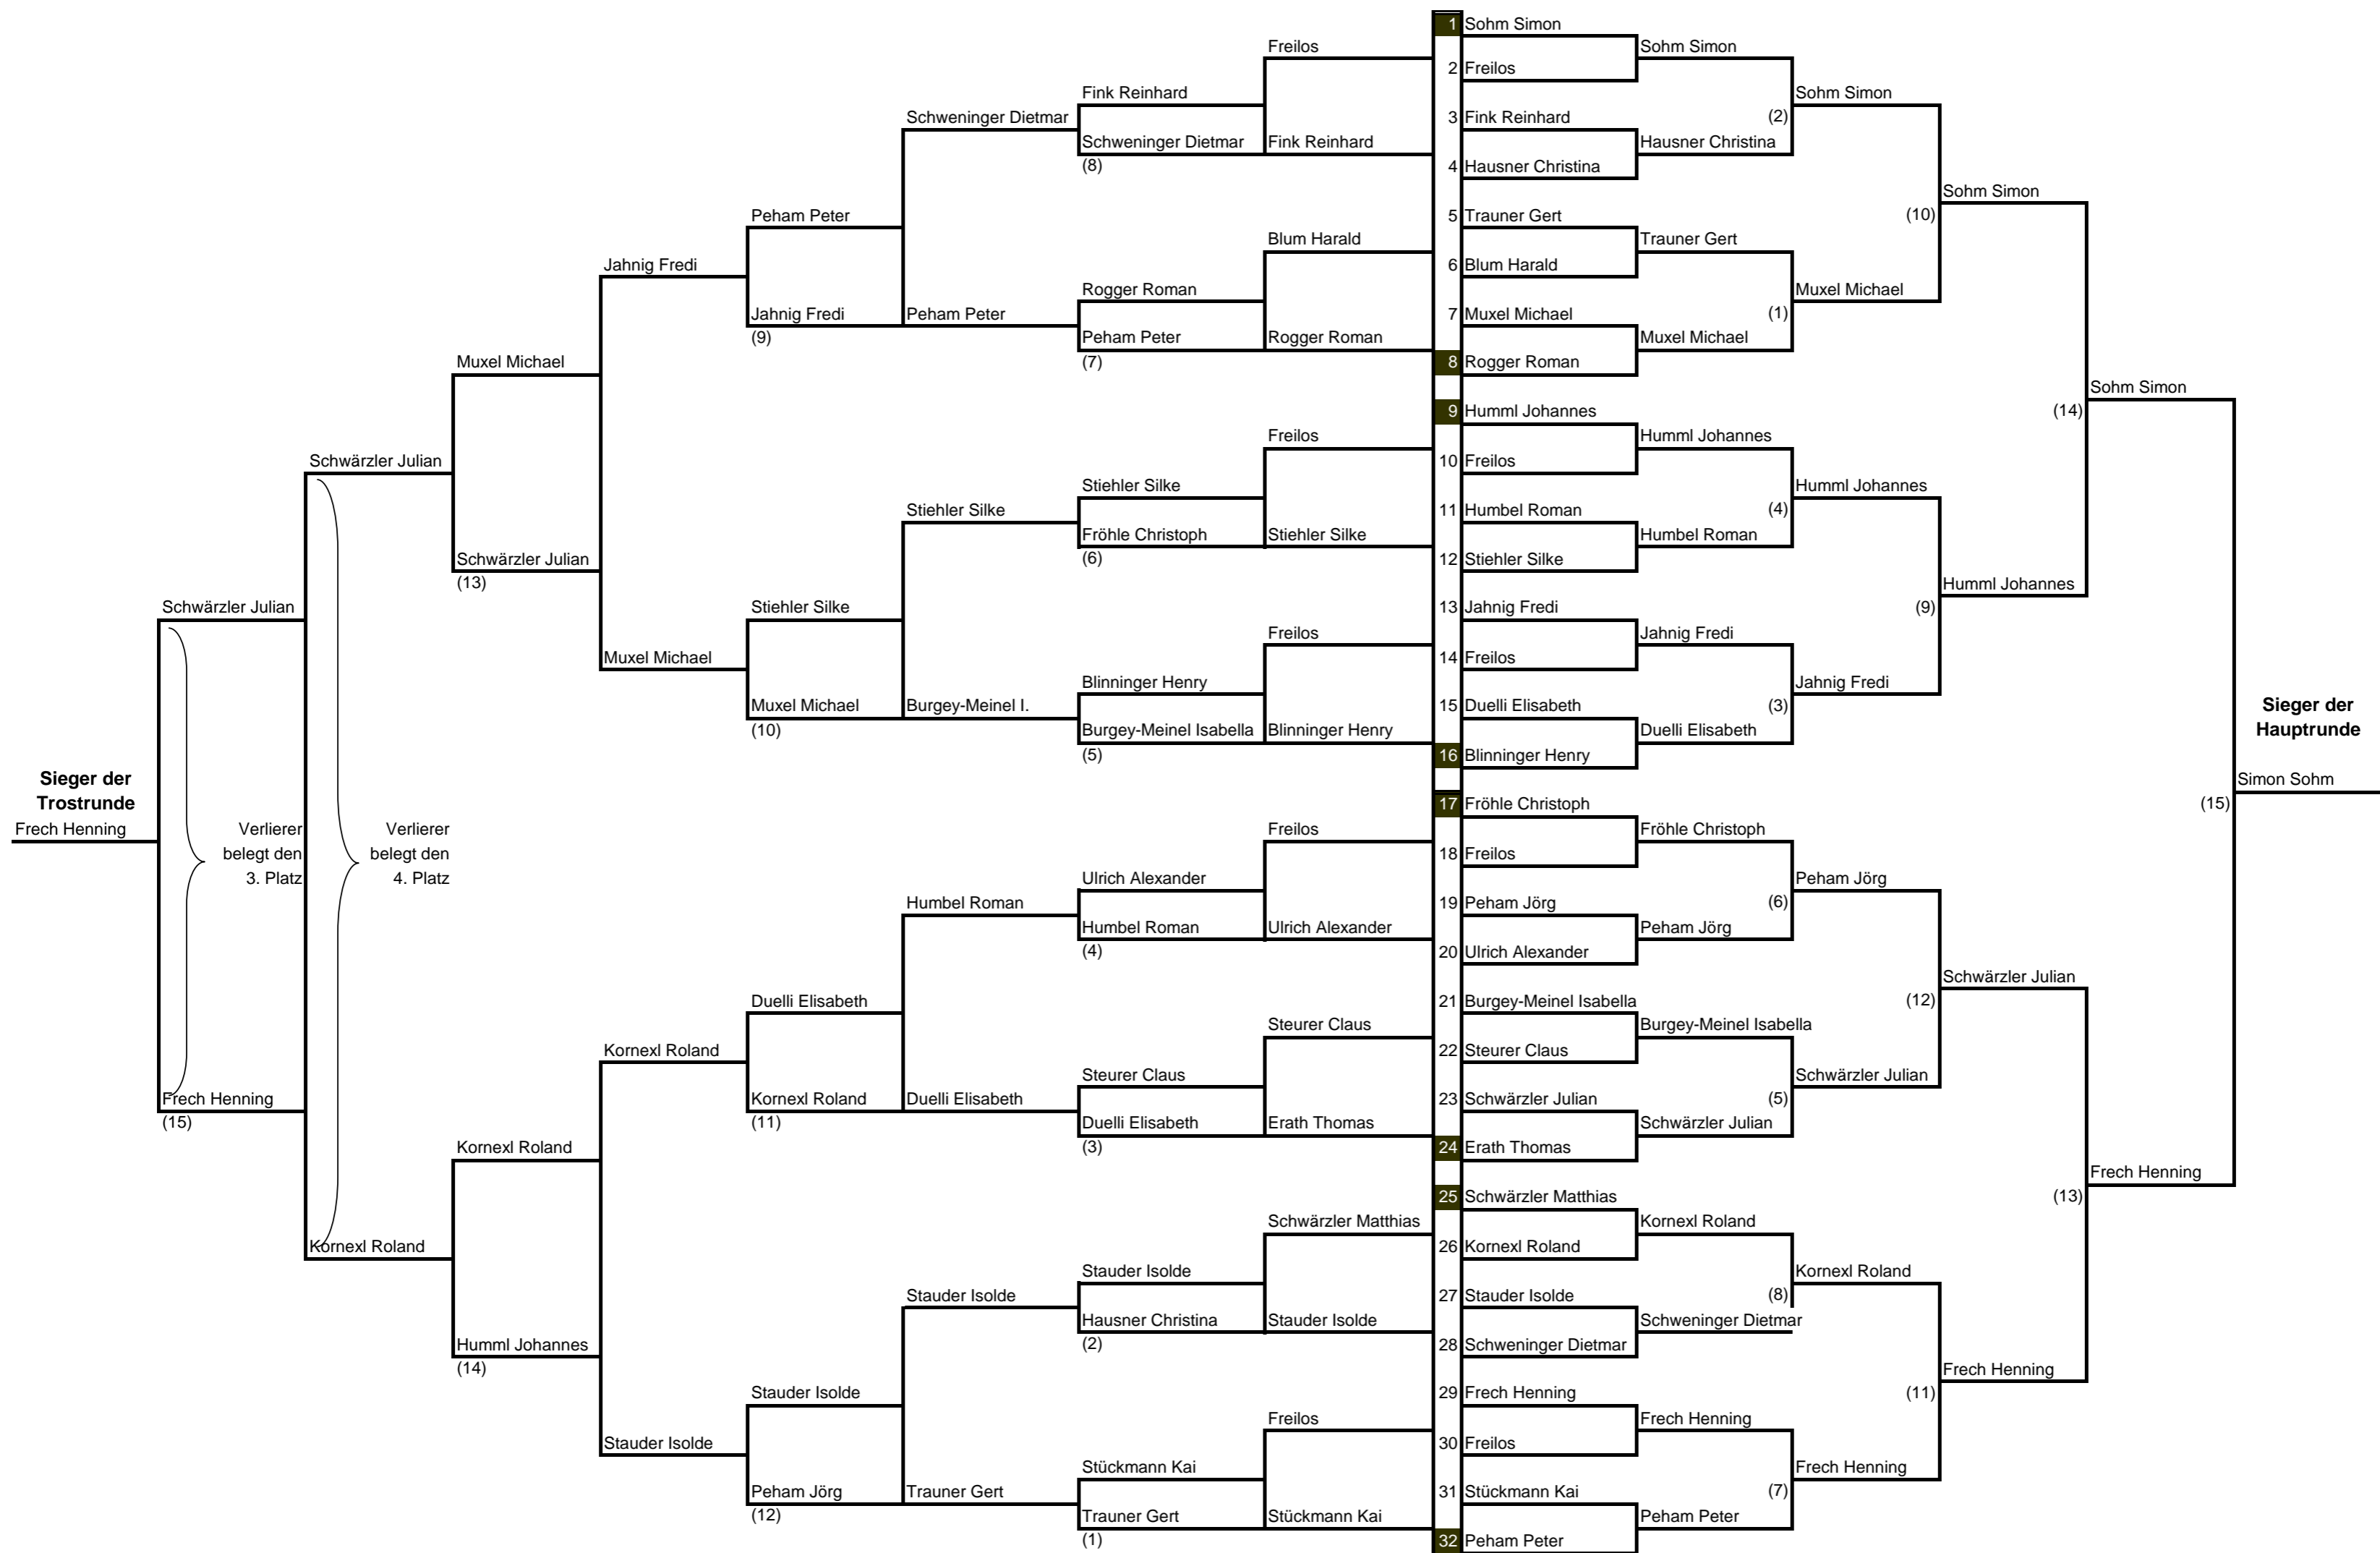 1 Sohm Simon
Freilos Sohm Simon
2 Freilos
Fink Reinhard Sohm Simon
Schweninger Dietmar 3 Fink Reinhard (2)
Schweninger Dietmar Fink Reinhard Hausner Christina
(8) 4 Hausner Christina
Sohm Simon
Peham Peter 5 Trauner Gert (10)
Blum Harald Trauner Gert
Jahnig Fredi 6 Blum Harald
Rogger Roman Muxel Michael
Jahnig Fredi Peham Peter 7 Muxel Michael (1)
(9) Peham Peter Rogger Roman Muxel Michael
Muxel Michael (7) 8 Rogger Roman
Sohm Simon
9 Humml Johannes (14)
Freilos Humml Johannes
Schwärzler Julian 10 Freilos
Stiehler Silke Humml Johannes
Stiehler Silke 11 Humbel Roman (4)
Fröhle Christoph Stiehler Silke Humbel Roman
Schwärzler Julian (6) 12 Stiehler Silke
(13) Humml Johannes
Schwärzler Julian Stiehler Silke 13 Jahnig Fredi (9)
Freilos Jahnig Fredi
Muxel Michael 14 Freilos
Blinninger Henry Jahnig Fredi
Muxel Michael Burgey-Meinel I. 15 Duelli Elisabeth (3) Sieger der
(10) Burgey-Meinel Isabella Blinninger Henry Duelli Elisabeth Hauptrunde
(5) 16 Blinninger Henry
Sieger der Simon Sohm
Trostrunde 17 Fröhle Christoph (15)
Frech Henning Verlierer Verlierer Freilos Fröhle Christoph
belegt den belegt den 18 Freilos
3. Platz 4. Platz Ulrich Alexander Peham Jörg
Humbel Roman 19 Peham Jörg (6)
Humbel Roman Ulrich Alexander Peham Jörg
(4) 20 Ulrich Alexander
Schwärzler Julian
Duelli Elisabeth 21 Burgey-Meinel Isabella (12)
Steurer Claus Burgey-Meinel Isabella
Kornexl Roland 22 Steurer Claus
Steurer Claus Schwärzler Julian
Frech Henning Kornexl Roland Duelli Elisabeth 23 Schwärzler Julian (5)
(15) (11) Duelli Elisabeth Erath Thomas Schwärzler Julian
Kornexl Roland (3) 24 Erath Thomas
Frech Henning
25 Schwärzler Matthias (13)
Schwärzler Matthias Kornexl Roland
Kornexl Roland 26 Kornexl Roland
Stauder Isolde Kornexl Roland
Stauder Isolde 27 Stauder Isolde (8)
Hausner Christina Stauder Isolde Schweninger Dietmar
Humml Johannes (2) 28 Schweninger Dietmar
(14) Frech Henning
Stauder Isolde 29 Frech Henning (11)
Freilos Frech Henning
Stauder Isolde 30 Freilos
Stückmann Kai Frech Henning
Peham Jörg Trauner Gert 31 Stückmann Kai (7)
(12) Trauner Gert Stückmann Kai Peham Peter
(1) 32 Peham Peter